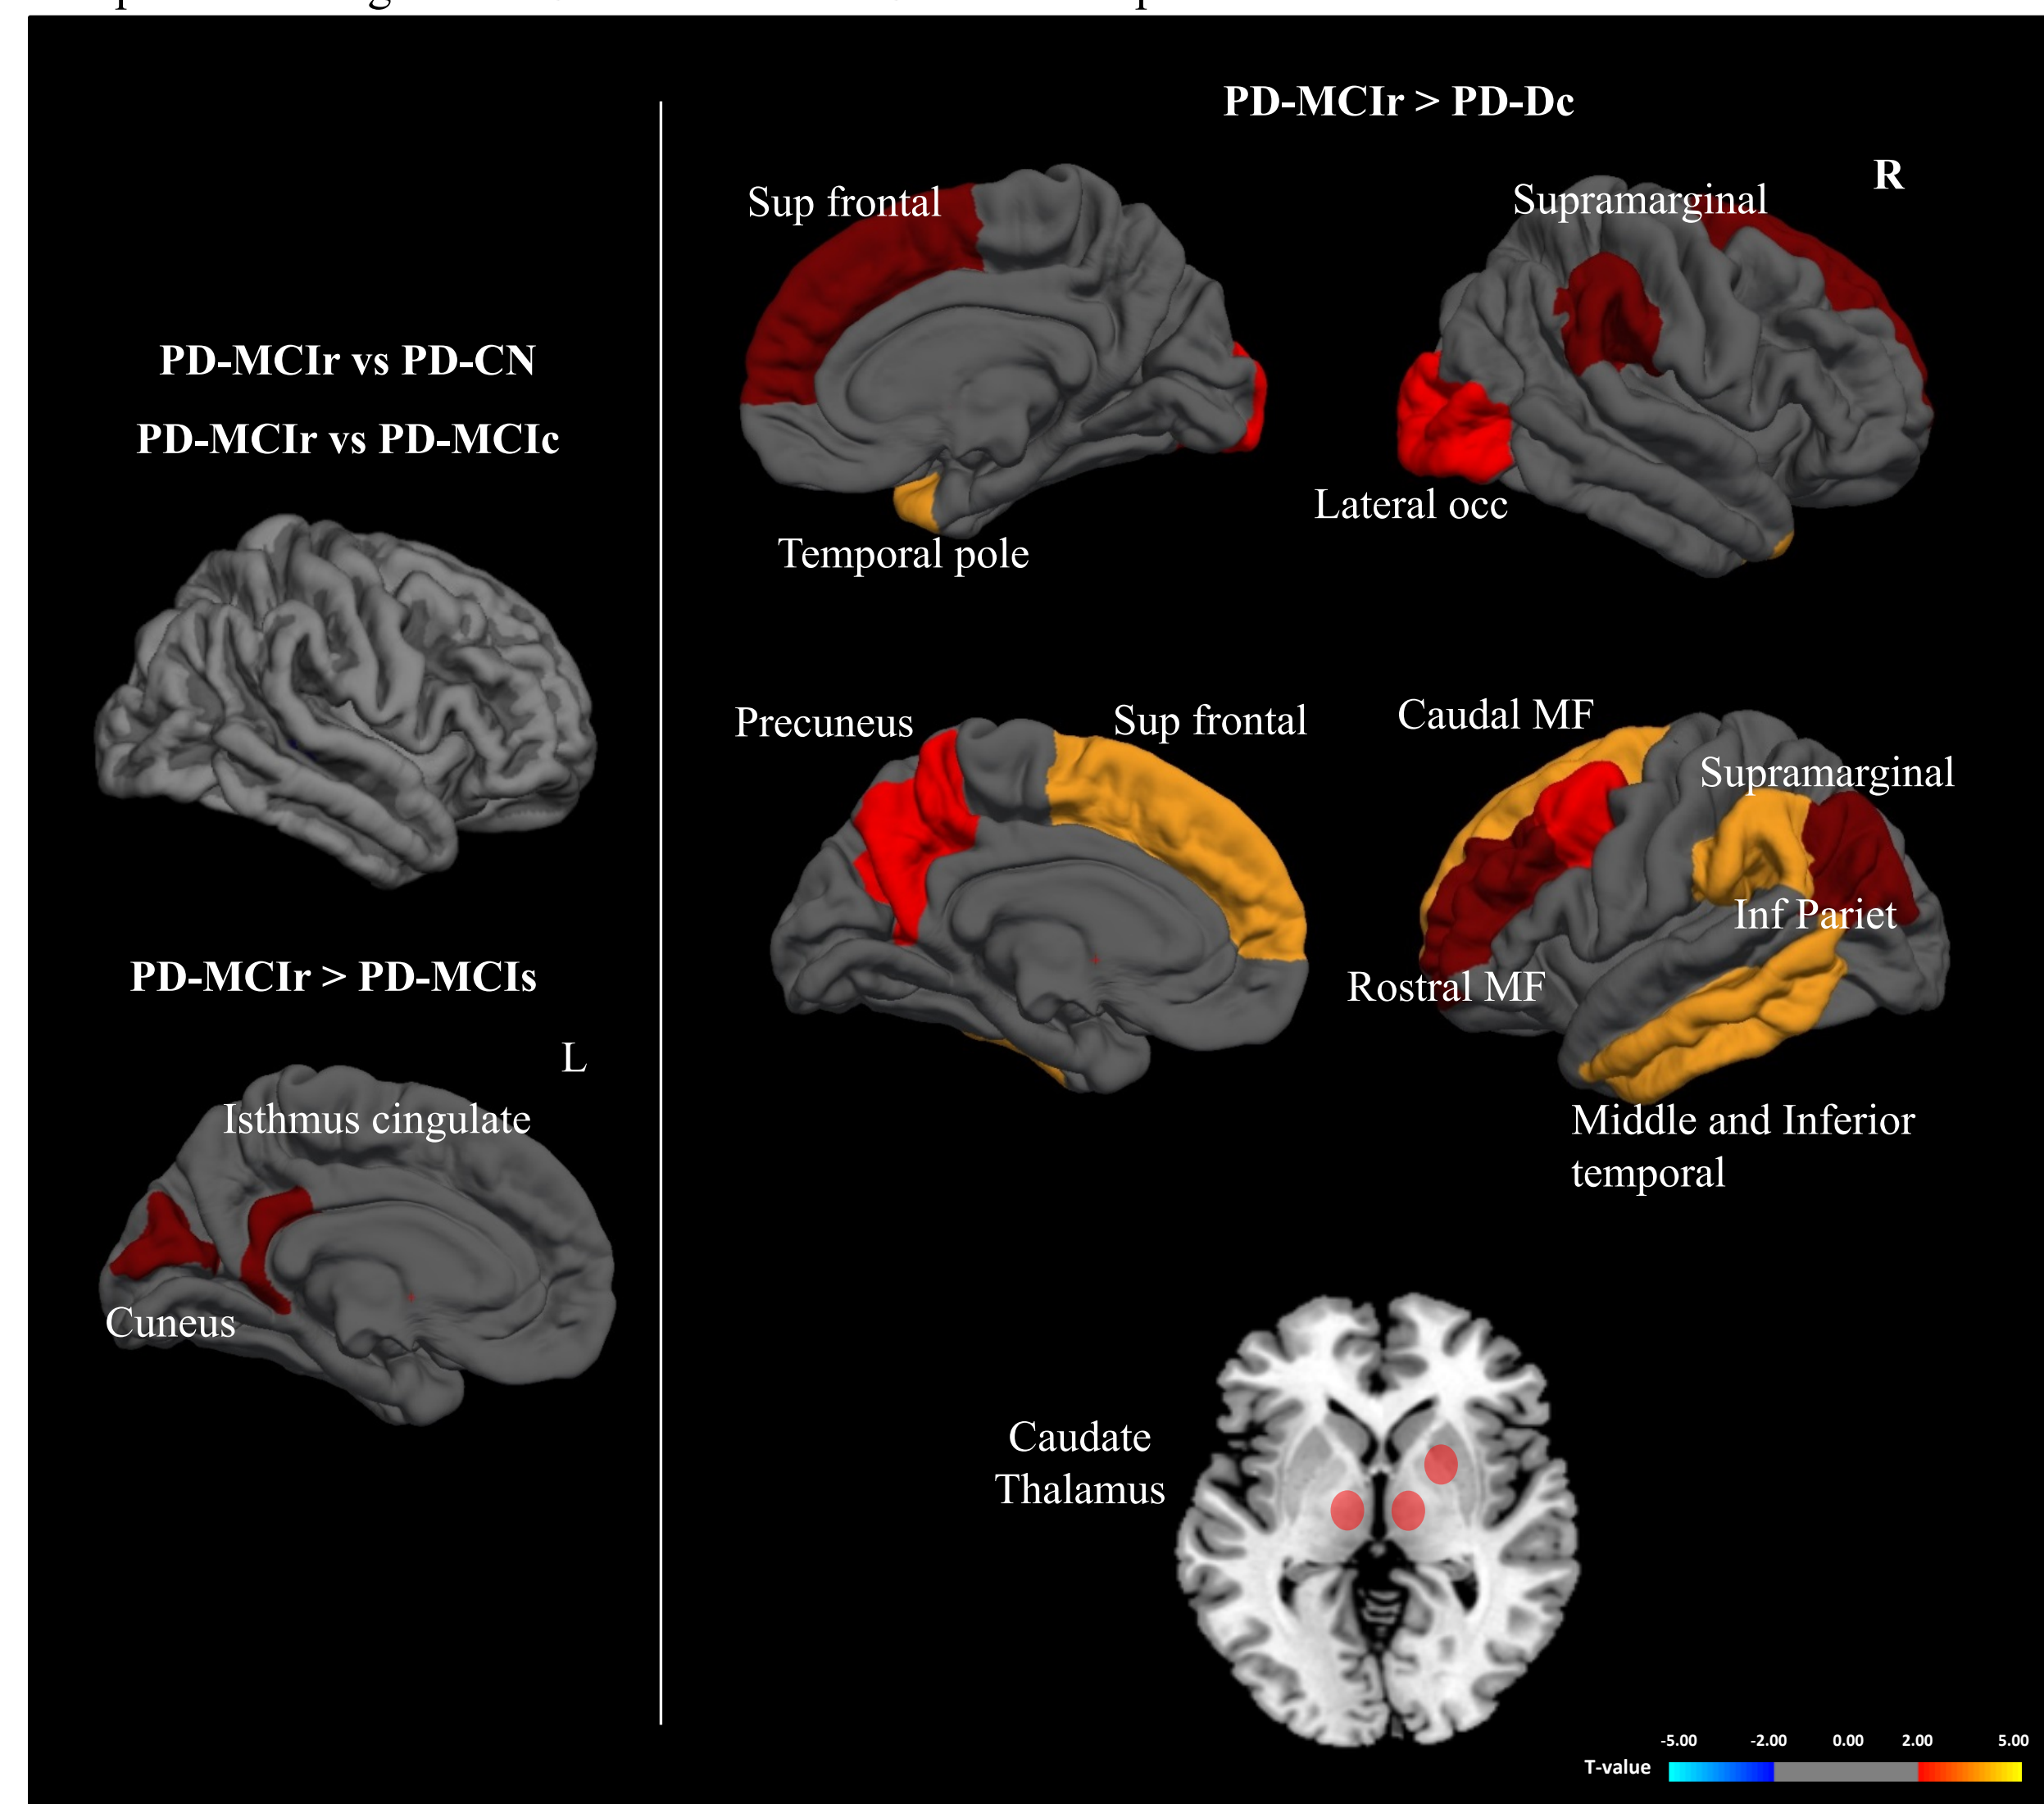 PD-MCIr vs PD-CN
PD-MCIr vs PD-MCIc
PD-MCIr > PD-MCIs
L
Isthmus cingulate
Cuneus
PD-MCIr > PD-Dc
Sup frontal
Supramarginal
R
Lateral occ
Temporal pole
Precuneus
Sup frontal
Caudal MF
Supramarginal
Inf Pariet
Rostral MF
Middle and Inferior
temporal
Caudate
Thalamus
-5.00 -2.00 0.00 2.00 5.00
T-value